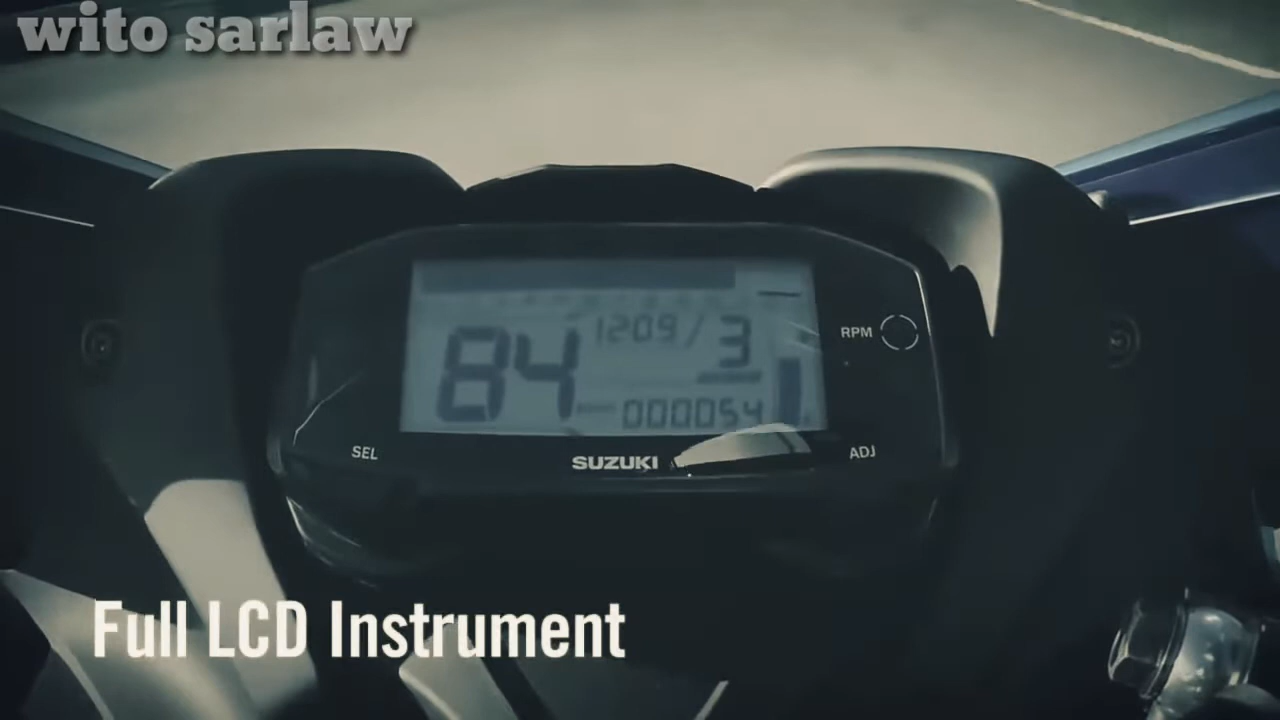 wito sarlaw
84
1209/
3
000054
RPM
SEL
SUZUKI
ADJ
Full LCD Instrument